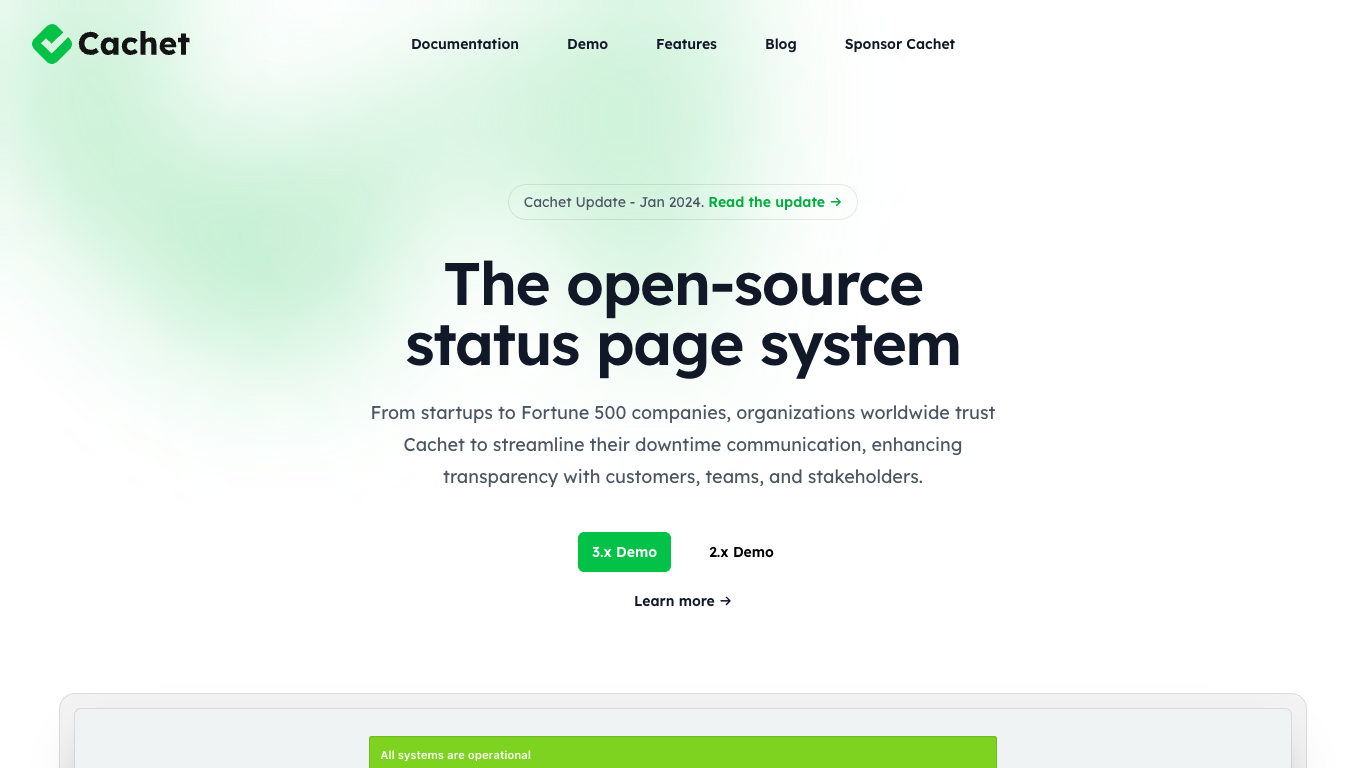 Cachet
Documentation
Demo
Features
Blog
Sponsor Cachet
Cachet Update - Jan 2024. Read the update →
The open-source
status page system
From startups to Fortune 500 companies, organizations worldwide trust
Cachet to streamline their downtime communication, enhancing
transparency with customers, teams, and stakeholders.
3.x Demo
2.x Demo
Learn more →
All systems are operational